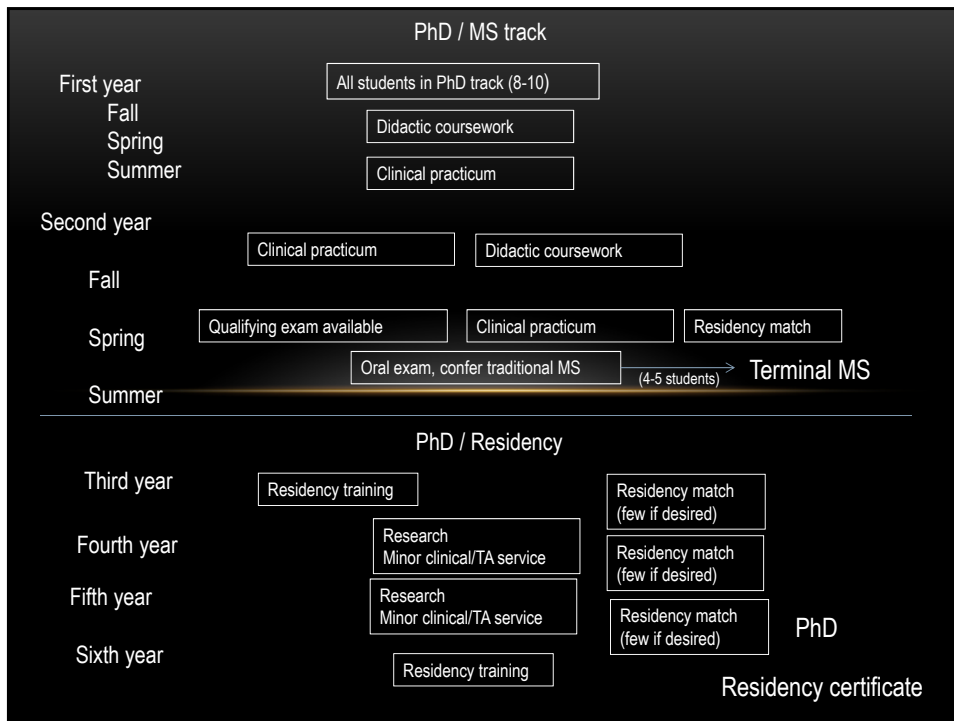 PhD / MS track
First year
All students in PhD track (8-10)
Fall
Didactic coursework
Spring
Summer
Clinical practicum
Second year
Clinical practicum
Didactic coursework
Fall
Spring
Qualifying exam available
Clinical practicum
Residency match
Oral exam, confer traditional MS
(4-5 students)
Terminal MS
Summer
PhD / Residency
Third year
Residency training
Residency match
(few if desired)
Fourth year
Research
Minor clinical/TA service
Residency match
(few if desired)
Fifth year
Research
Minor clinical/TA service
Residency match
(few if desired)
PhD
Sixth year
Residency training
Residency certificate